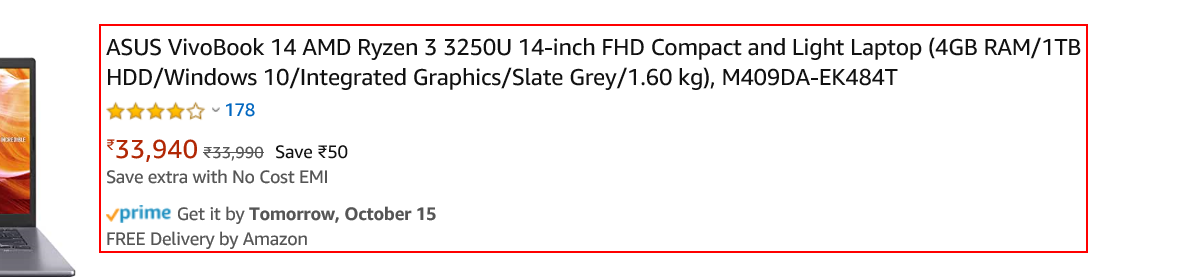 ASUS VivoBook 14 AMD Ryzen 3 3250U 14-inch FHD Compact and Light Laptop (4GB RAM/1TB
HDD/Windows 10/Integrated Graphics/Slate Grey/1.60 kg), M409DA-EK484T
178
₹33,940 ₹33,990 Save ₹50
Save extra with No Cost EMI
prime Get it by Tomorrow, October 15
FREE Delivery by Amazon